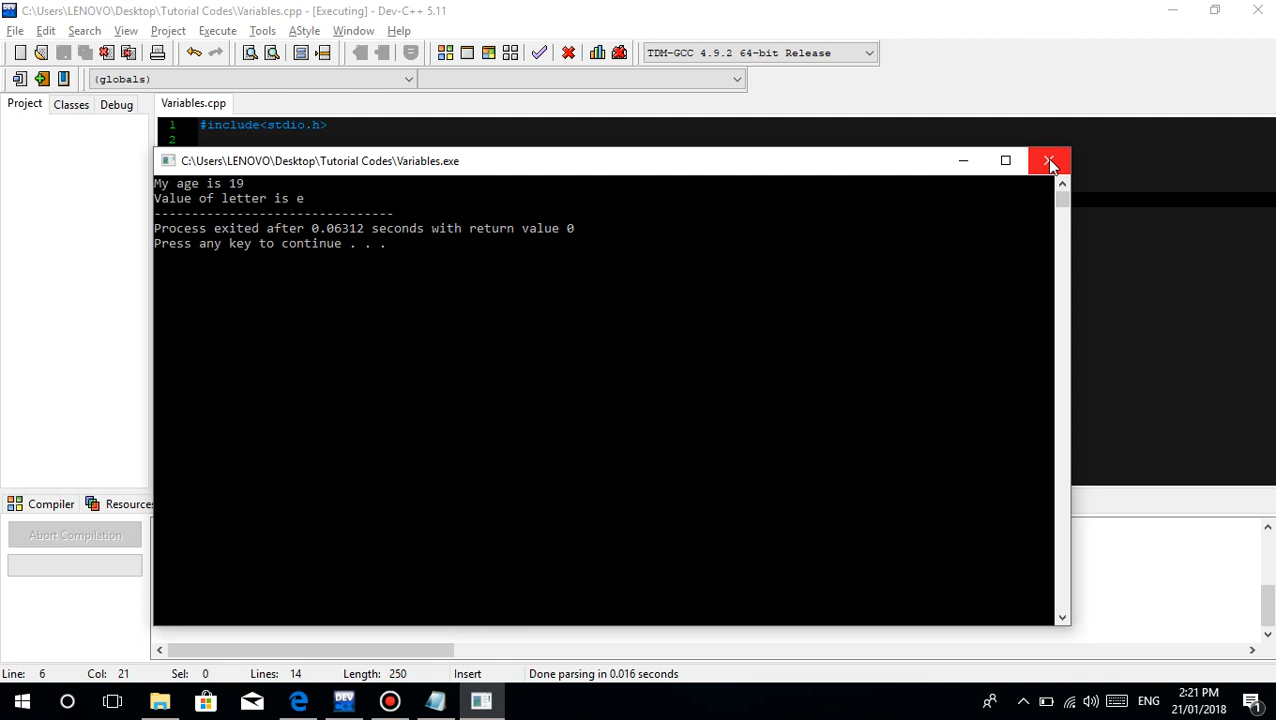 C:\Users\LENOVO\Desktop\Tutorial Codes\Variables.cpp - [Executing] - Dev-C++ 5.11
File Edit Search View Project Execute Tools AStyle Window Help
TDM-GCC 4.9.2 64-bit Release
(globals)
Project Classes Debug Variables.cpp
1 #include<stdio.h>
2
C:\Users\LENOVO\Desktop\Tutorial Codes\Variables.exe
My age is 19
Value of letter is e
--------------------------------
Process exited after 0.06312 seconds with return value 0
Press any key to continue . . .
Compiler Resources
Abort Compilation
Line: 6 Col: 21 Sel: 0 Lines: 14 Length: 250 Insert Done parsing in 0.016 seconds
DEV
ENG
2:21 PM
21/01/2018
1